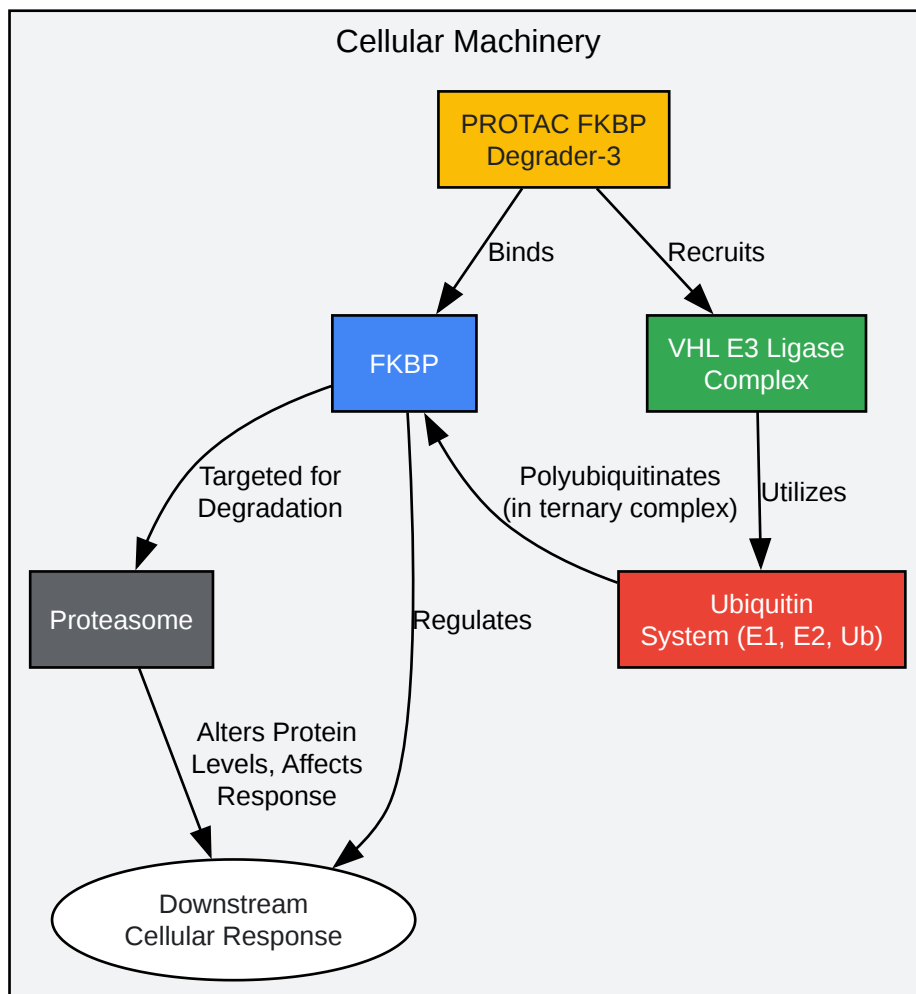 Cellular Machinery
PROTAC FKBP
Degrader-3
Binds
Recruits
FKBP
VHL E3 Ligase
Complex
Targeted for
Degradation
Polyubiquitinates
(in ternary complex)
Utilizes
Proteasome
Regulates
Ubiquitin
System (E1, E2, Ub)
Alters Protein
Levels, Affects
Response
Downstream
Cellular Response